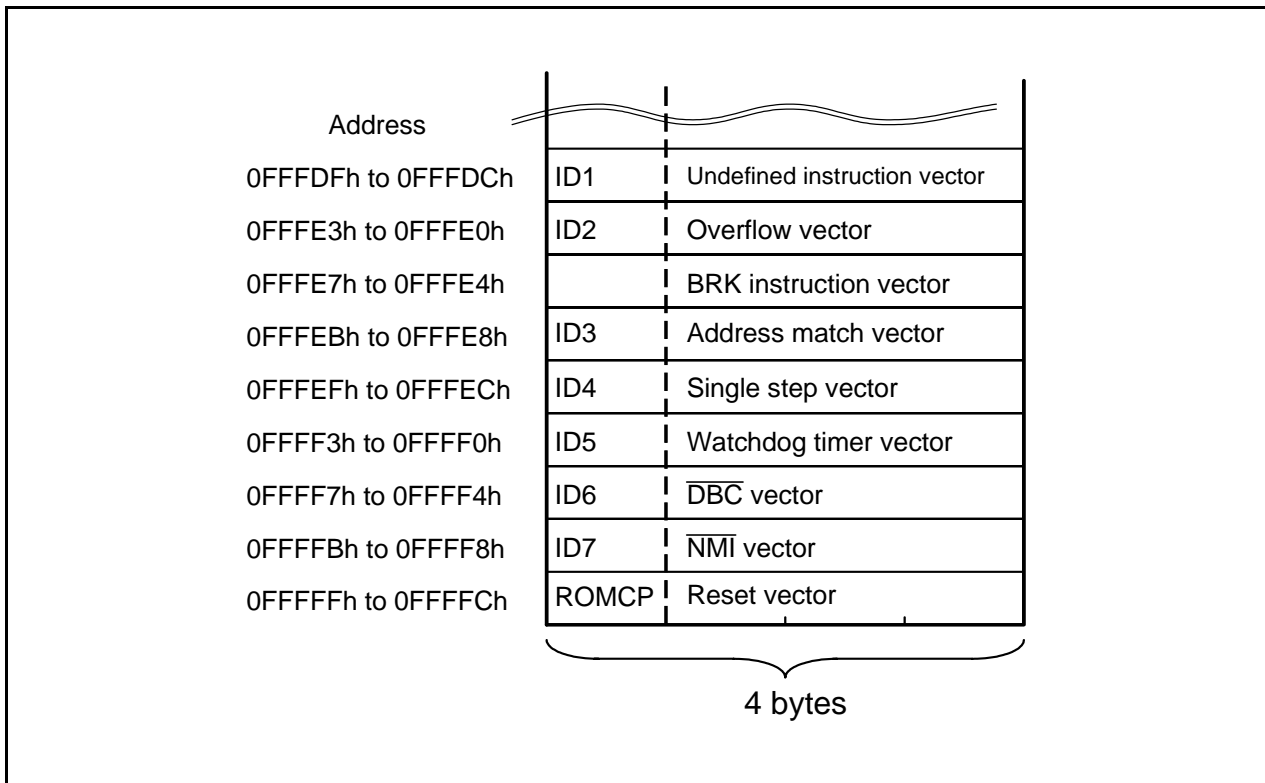 Address
0FFFDFh to 0FFFDCh ID1 Undefined instruction vector
0FFFE3h to 0FFFE0h ID2 Overflow vector
0FFFE7h to 0FFFE4h BRK instruction vector
0FFFEBh to 0FFFE8h ID3 Address match vector
0FFFEFh to 0FFFECh ID4 Single step vector
0FFFF3h to 0FFFF0h ID5 Watchdog timer vector
0FFFF7h to 0FFFF4h ID6 D̅B̅C̅ vector
0FFFFBh to 0FFFF8h ID7 N̅M̅I̅ vector
0FFFFFh to 0FFFFCh ROMCP Reset vector
4 bytes